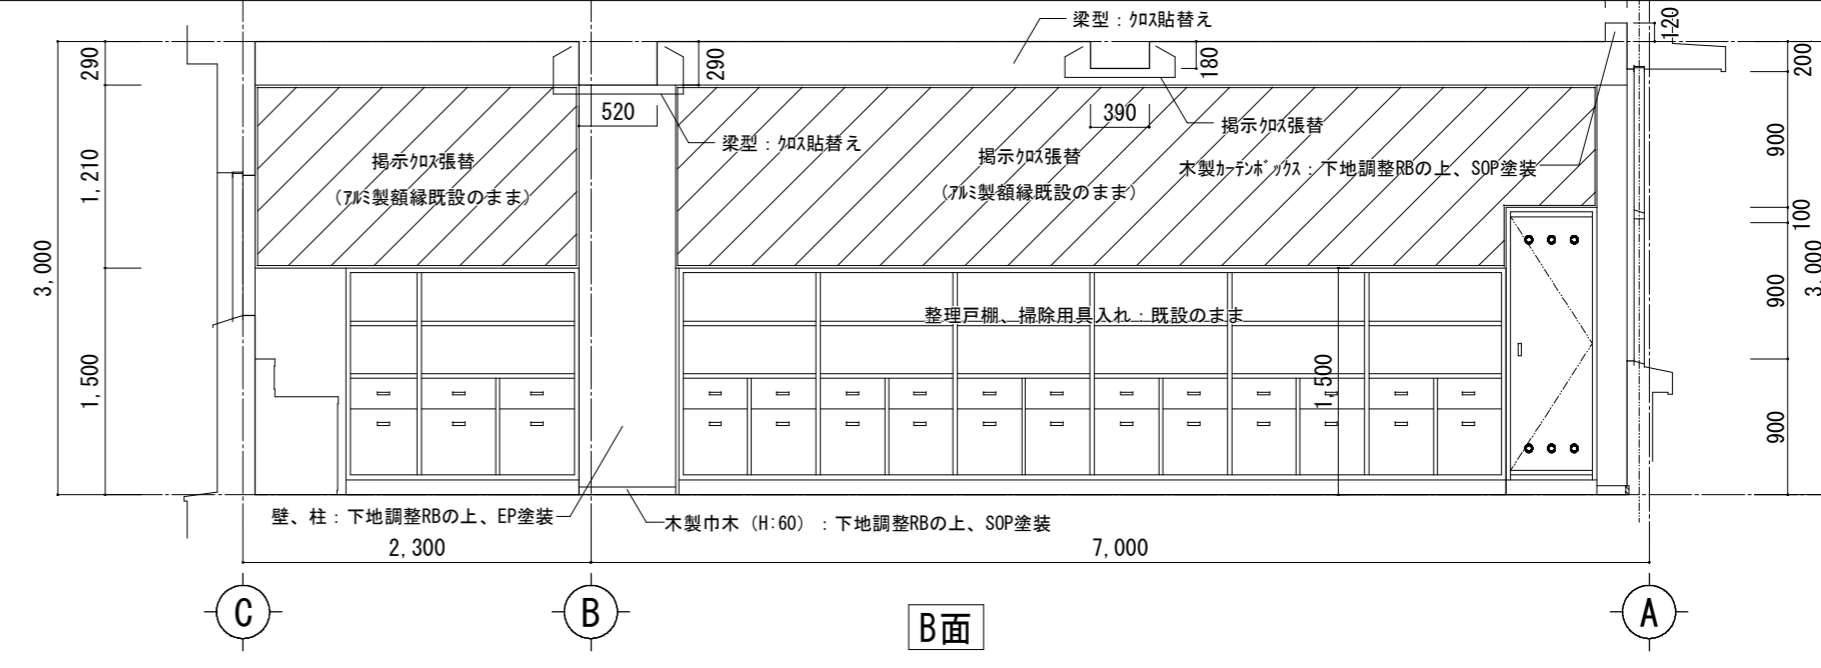 梁型：ｸﾛｽ貼替え
120
290
290
180
200
520
390
掲示ｸﾛｽ張替
梁型：ｸﾛｽ貼替え
900
掲示ｸﾛｽ張替
(ｱﾙﾐ製額縁既設のまま)
掲示ｸﾛｽ張替
(ｱﾙﾐ製額縁既設のまま)
木製ｶｰﾃﾝﾎﾞｯｸｽ：下地調整RBの上、SOP塗装
1,210
100
3,000
3,000
900
整理戸棚、掃除用具入れ：既設のまま
1,500
1,500
900
壁、柱：下地調整RBの上、EP塗装
木製巾木（H:60）：下地調整RBの上、SOP塗装
2,300
7,000
C
B
B面
A